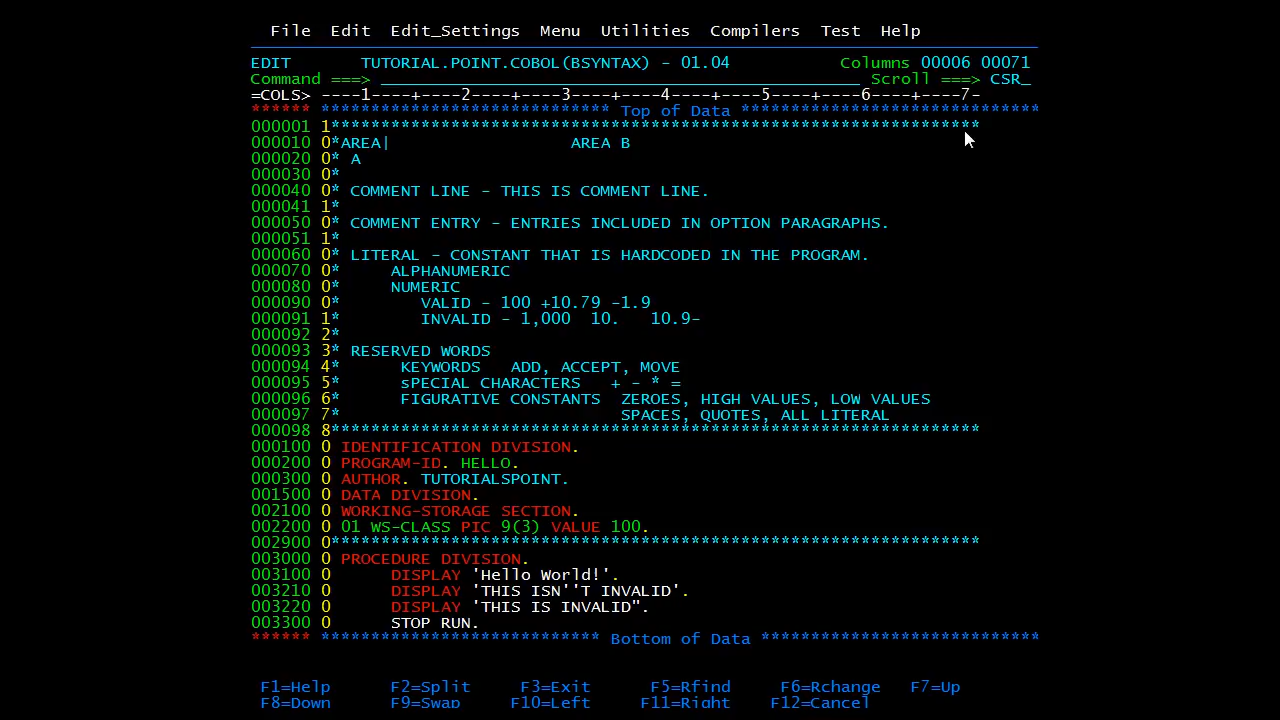 File Edit Edit_Settings Menu Utilities Compilers Test Help
EDIT TUTORIAL.POINT.COBOL(BSYNTAX) - 01.04 Columns 00006 00071
Command ===> Scroll ===> CSR_
=COLS> ----1----+----2----+----3----+----4----+----5----+----6----+----7-
****** ***************************** Top of Data ******************************
000001 1*****************************************************************
000010 0*AREA| AREA B
000020 0* A
000030 0*
000040 0* COMMENT LINE - THIS IS COMMENT LINE.
000041 1*
000050 0* COMMENT ENTRY - ENTRIES INCLUDED IN OPTION PARAGRAPHS.
000051 1*
000060 0* LITERAL - CONSTANT THAT IS HARDCODED IN THE PROGRAM.
000070 0* ALPHANUMERIC
000080 0* NUMERIC
000090 0* VALID - 100 +10.79 -1.9
000091 1* INVALID - 1,000 10. 10.9-
000092 2*
000093 3* RESERVED WORDS
000094 4* KEYWORDS ADD, ACCEPT, MOVE
000095 5* sPECIAL CHARACTERS + - * =
000096 6* FIGURATIVE CONSTANTS ZEROES, HIGH VALUES, LOW VALUES
000097 7* SPACES, QUOTES, ALL LITERAL
000098 8*****************************************************************
000100 0 IDENTIFICATION DIVISION.
000200 0 PROGRAM-ID. HELLO.
000300 0 AUTHOR. TUTORIALSPOINT.
001500 0 DATA DIVISION.
002100 0 WORKING-STORAGE SECTION.
002200 0 01 WS-CLASS PIC 9(3) VALUE 100.
002900 0*****************************************************************
003000 0 PROCEDURE DIVISION.
003100 0 DISPLAY 'Hello World!'.
003210 0 DISPLAY 'THIS ISN''T INVALID'.
003220 0 DISPLAY 'THIS IS INVALID".
003300 0 STOP RUN.
****** **************************** Bottom of Data ****************************
F1=Help F2=Split F3=Exit F5=Rfind F6=Rchange F7=Up
F8=Down F9=Swap F10=Left F11=Right F12=Cancel